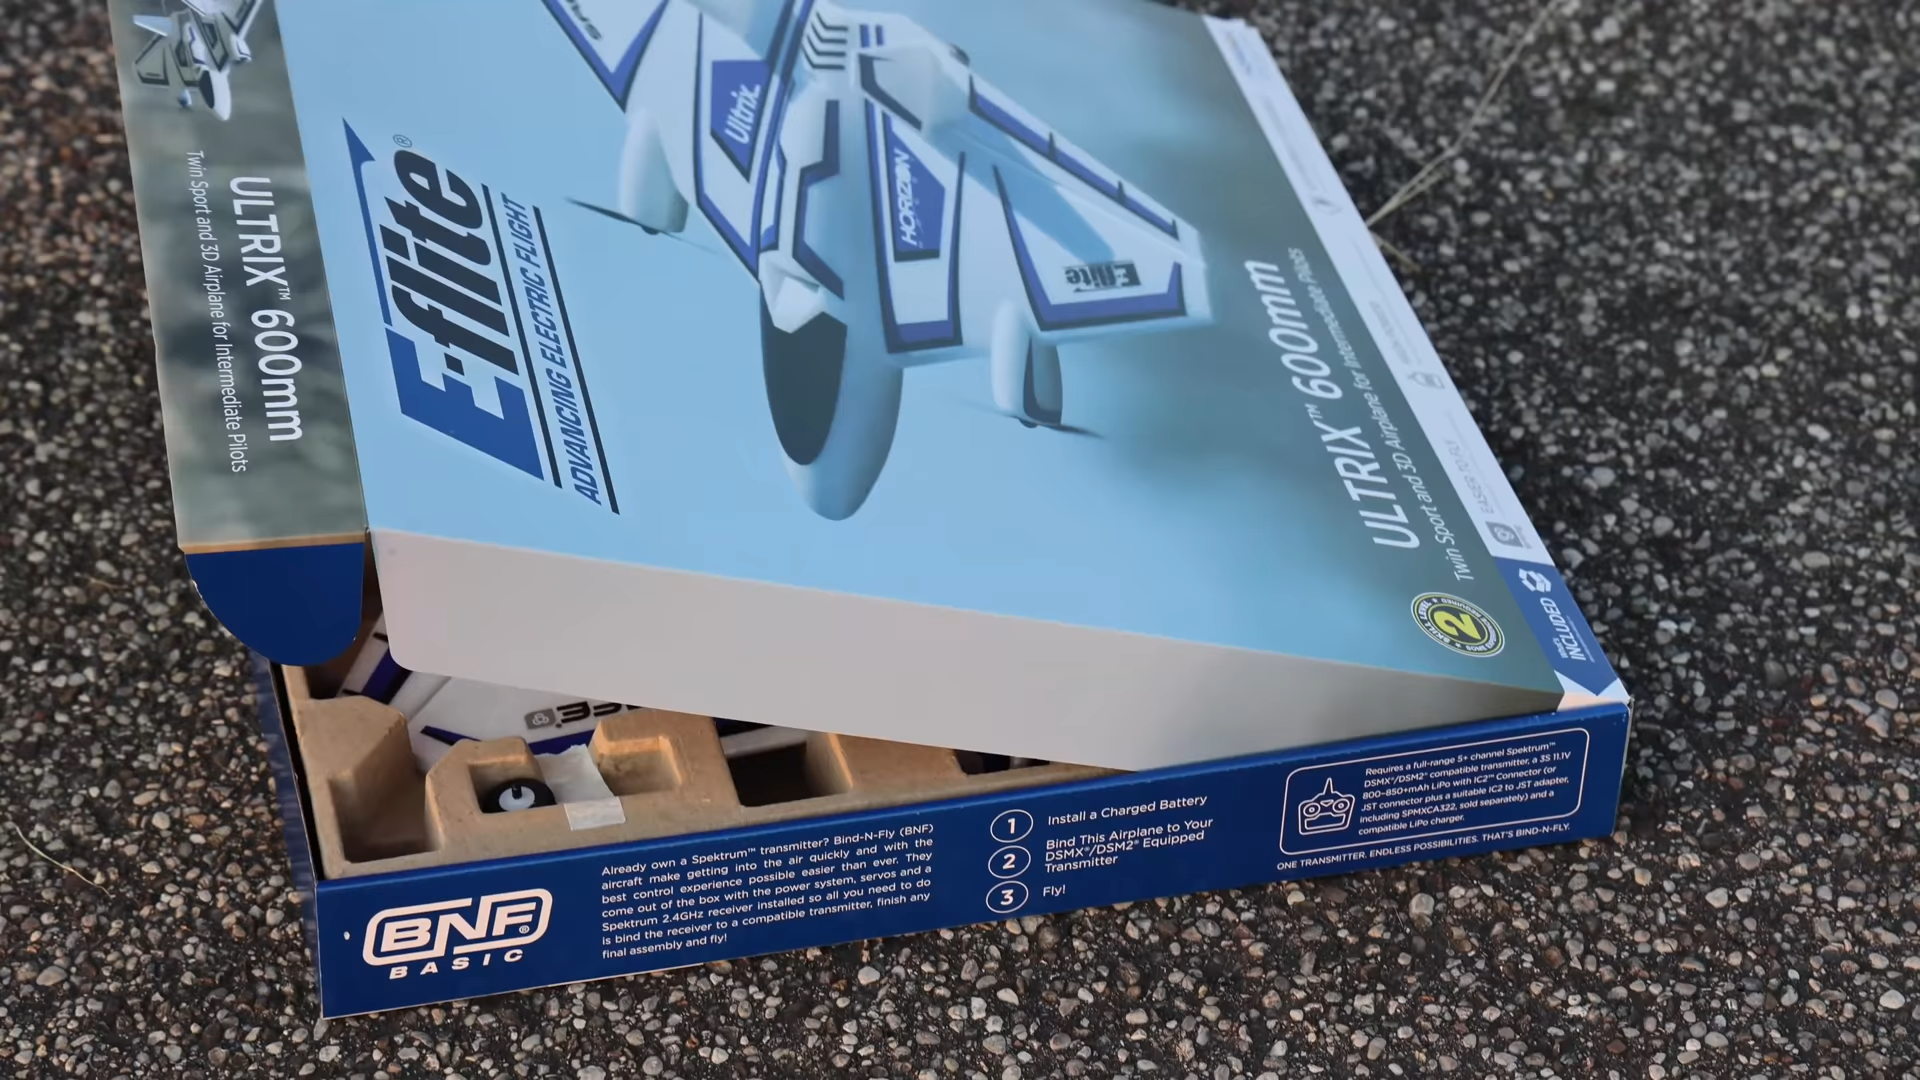 ULTRIX™ 600mm
Twin Sport and 3D Airplane for Intermediate Pilots
E-flite®
ADVANCING ELECTRIC FLIGHT
Ultrix
HORIZON
E-flite
ULTRIX™ 600mm
Twin Sport and 3D Airplane for Intermediate Pilots
SKILL LEVEL
2
EASIER TO FLY
WHAT'S
INCLUDED
BNF®
BASIC
Already own a Spektrum™ transmitter? Bind-N-Fly (BNF)
aircraft make getting into the air quickly and with the
best control experience possible easier than ever. They
come out of the box with the power system, servos and a
Spektrum 2.4GHz receiver installed so all you need to do
is bind the receiver to a compatible transmitter, finish any
final assembly and fly!
1 Install a Charged Battery
2 Bind This Airplane to Your
DSMX®/DSM2® Equipped
Transmitter
3 Fly!
Requires a full-range 5+ channel Spektrum™
DSMX®/DSM2® compatible transmitter, a 3S 11.1V
800-850+mAh LiPo with IC2™ Connector (or
JST connector plus a suitable IC2 to JST adapter,
including SPMXCA322, sold separately) and a
compatible LiPo charger.
ONE TRANSMITTER. ENDLESS POSSIBILITIES. THAT'S BIND-N-FLY.